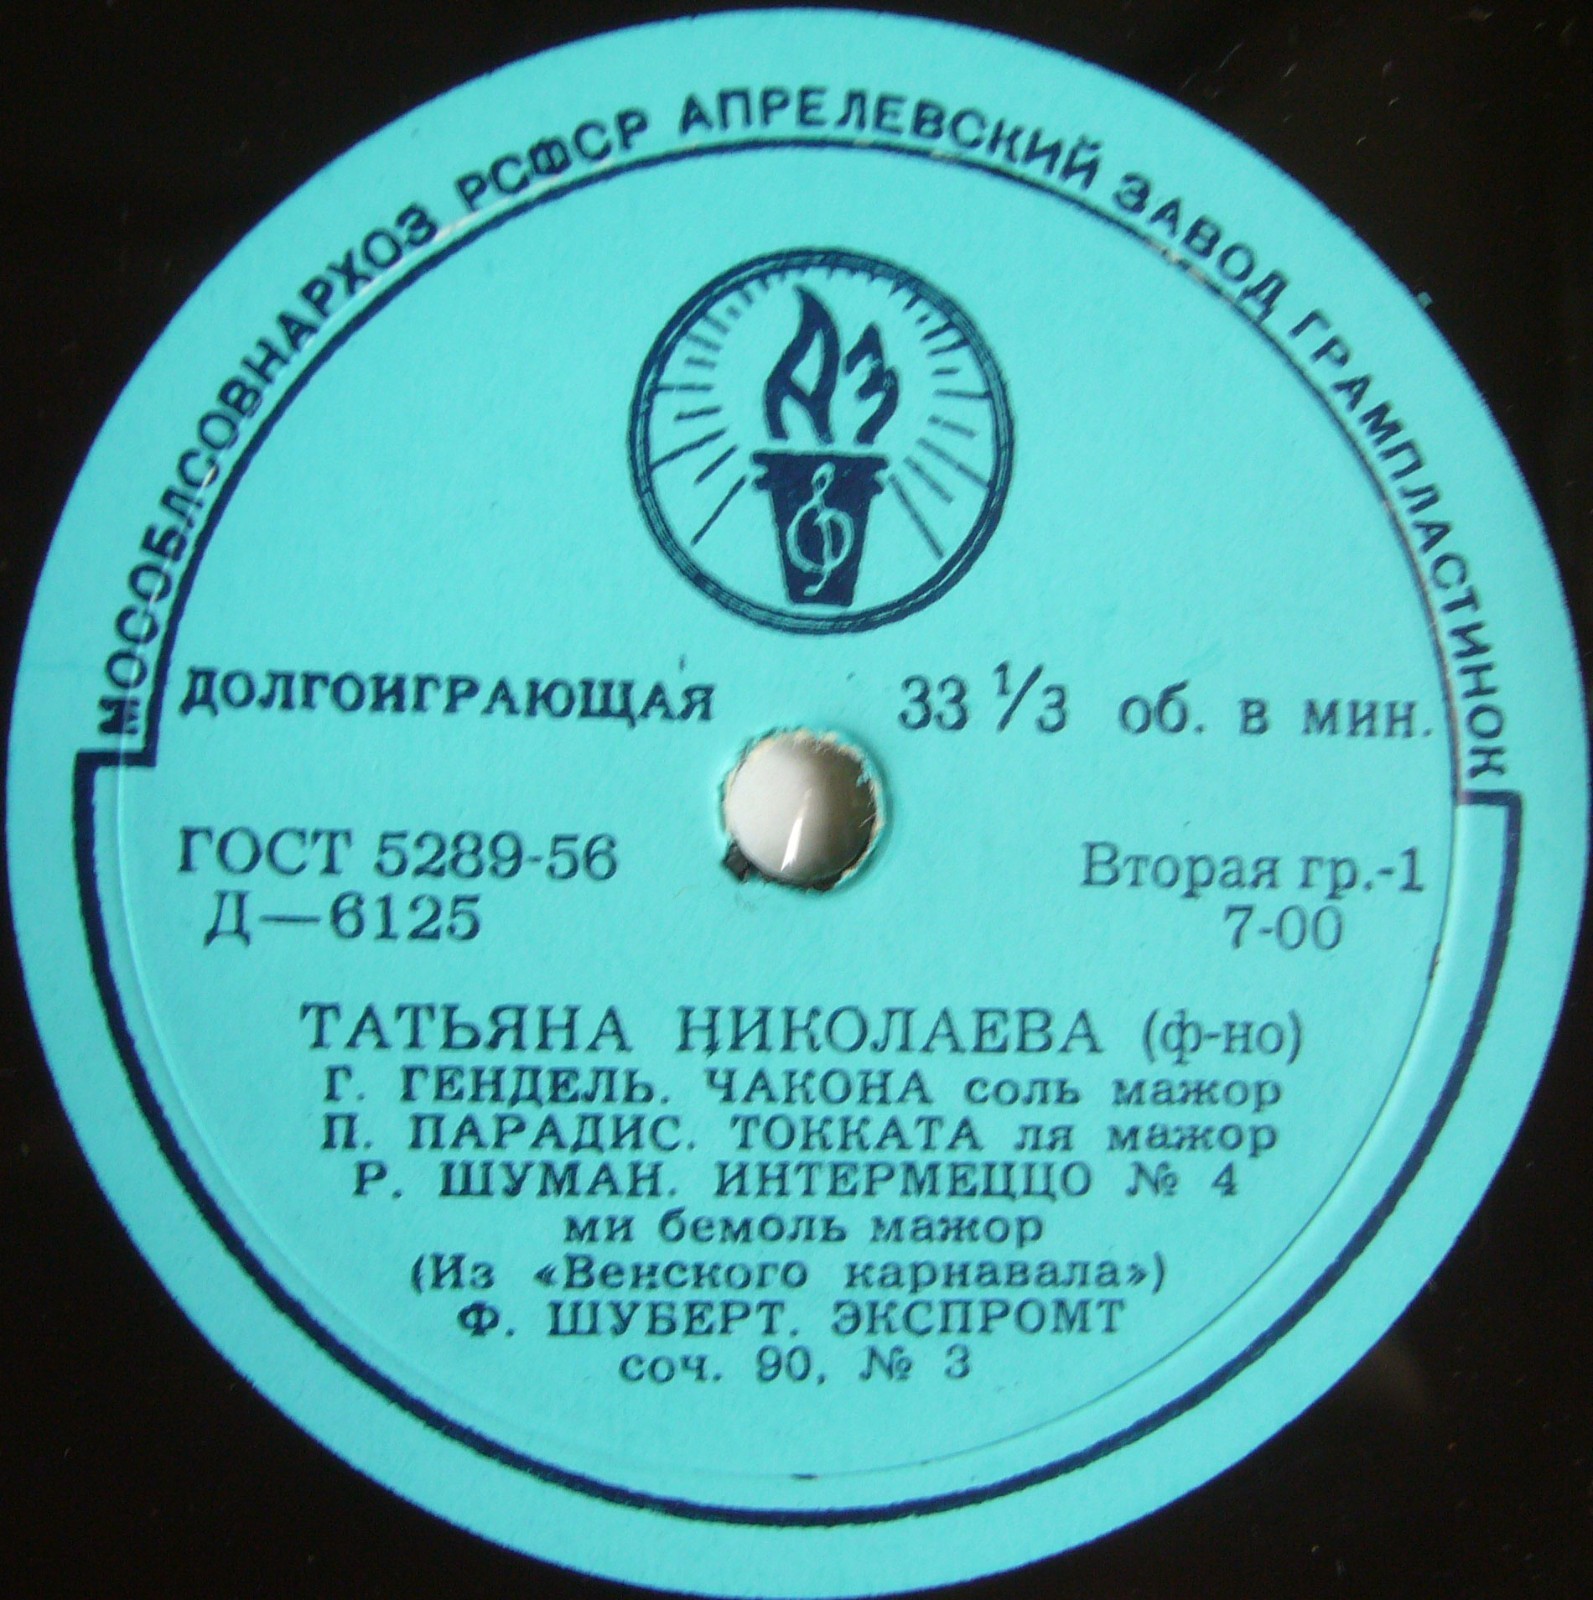 МОСОБЛСОВНАРХОЗ РСФСР АПРЕЛЕВСКИЙ ЗАВОД ГРАМПЛАСТИНОК
АЗ
ДОЛГОИГРАЮЩАЯ 33 1/3 об. в мин.
ГОСТ 5289-56 Вторая гр.-1
Д—6125 7-00
ТАТЬЯНА НИКОЛАЕВА (ф-но)
Г. ГЕНДЕЛЬ. ЧАКОНА соль мажор
П. ПАРАДИС. ТОККАТА ля мажор
Р. ШУМАН. ИНТЕРМЕЦЦО № 4
ми бемоль мажор
(Из «Венского карнавала»)
Ф. ШУБЕРТ. ЭКСПРОМТ
соч. 90, № 3